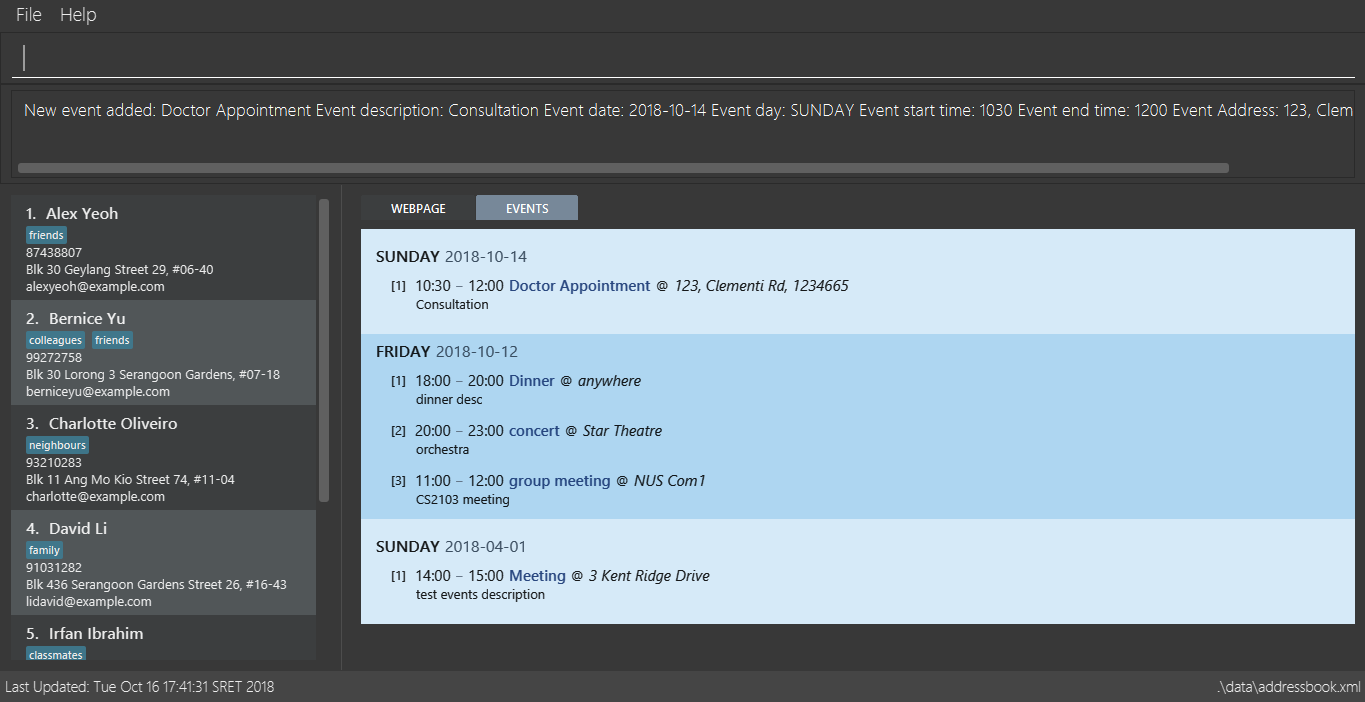 File Help
New event added: Doctor Appointment Event description: Consultation Event date: 2018-10-14 Event day: SUNDAY Event start time: 1030 Event end time: 1200 Event Address: 123, Clem
1. Alex Yeoh
friends
87438807
Blk 30 Geylang Street 29, #06-40
alexyeoh@example.com
2. Bernice Yu
colleagues friends
99272758
Blk 30 Lorong 3 Serangoon Gardens, #07-18
berniceyu@example.com
3. Charlotte Oliveiro
neighbours
93210283
Blk 11 Ang Mo Kio Street 74, #11-04
charlotte@example.com
4. David Li
family
91031282
Blk 436 Serangoon Gardens Street 26, #16-43
lidavid@example.com
5. Irfan Ibrahim
classmates
WEBPAGE EVENTS
SUNDAY 2018-10-14
[1] 10:30 – 12:00 Doctor Appointment @ 123, Clementi Rd, 1234665
Consultation
FRIDAY 2018-10-12
[1] 18:00 – 20:00 Dinner @ anywhere
dinner desc
[2] 20:00 – 23:00 concert @ Star Theatre
orchestra
[3] 11:00 – 12:00 group meeting @ NUS Com1
CS2103 meeting
SUNDAY 2018-04-01
[1] 14:00 – 15:00 Meeting @ 3 Kent Ridge Drive
test events description
Last Updated: Tue Oct 16 17:41:31 SRET 2018
.\data\addressbook.xml